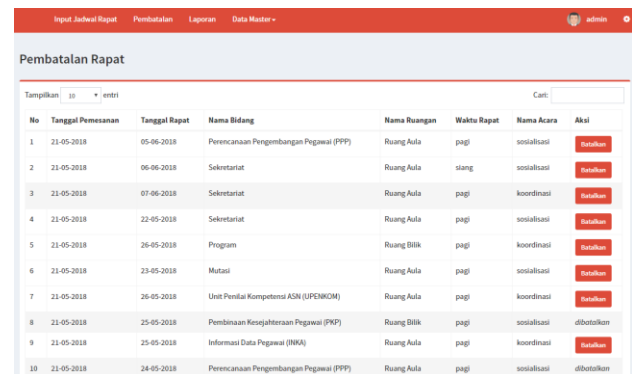 Input Jadwal Rapat Pembatalan Laporan Data Master admin
Pembatalan Rapat
Tampilkan 10 entri Cari:
No Tanggal Pemesanan Tanggal Rapat Nama Bidang Nama Ruangan Waktu Rapat Nama Acara Aksi
1 21-05-2018 05-06-2018 Perencanaan Pengembangan Pegawai (PPP) Ruang Aula pagi sosialisasi Batalkan
2 21-05-2018 06-06-2018 Sekretariat Ruang Aula siang sosialisasi Batalkan
3 21-05-2018 07-06-2018 Sekretariat Ruang Aula pagi koordinasi Batalkan
4 21-05-2018 22-05-2018 Sekretariat Ruang Aula pagi sosialisasi Batalkan
5 21-05-2018 26-05-2018 Program Ruang Bilik pagi koordinasi Batalkan
6 21-05-2018 23-05-2018 Mutasi Ruang Aula pagi sosialisasi Batalkan
7 21-05-2018 26-05-2018 Unit Penilai Kompetensi ASN (UPENKOM) Ruang Aula pagi koordinasi Batalkan
8 21-05-2018 25-05-2018 Pembinaan Kesejahteraan Pegawai (PKP) Ruang Bilik pagi sosialisasi dibatalkan
9 21-05-2018 25-05-2018 Informasi Data Pegawai (INKA) Ruang Aula pagi koordinasi Batalkan
10 21-05-2018 24-05-2018 Perencanaan Pengembangan Pegawai (PPP) Ruang Aula pagi sosialisasi dibatalkan